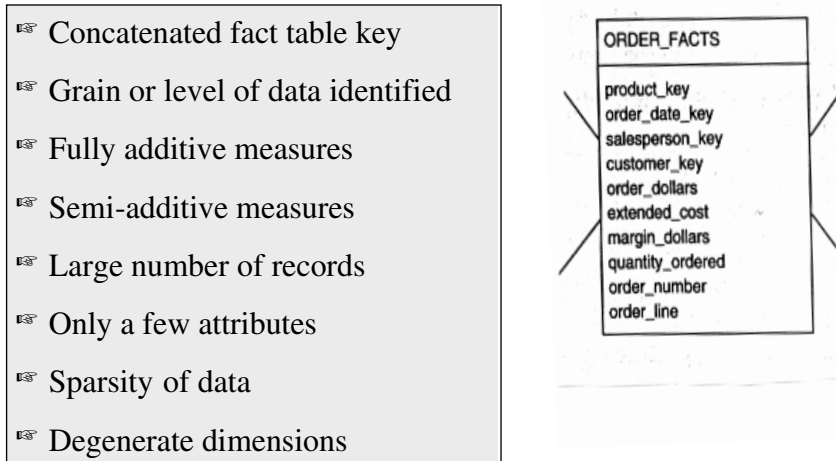 ☞ Concatenated fact table key
☞ Grain or level of data identified
☞ Fully additive measures
☞ Semi-additive measures
☞ Large number of records
☞ Only a few attributes
☞ Sparsity of data
☞ Degenerate dimensions
ORDER_FACTS
product_key
order_date_key
salesperson_key
customer_key
order_dollars
extended_cost
margin_dollars
quantity_ordered
order_number
order_line